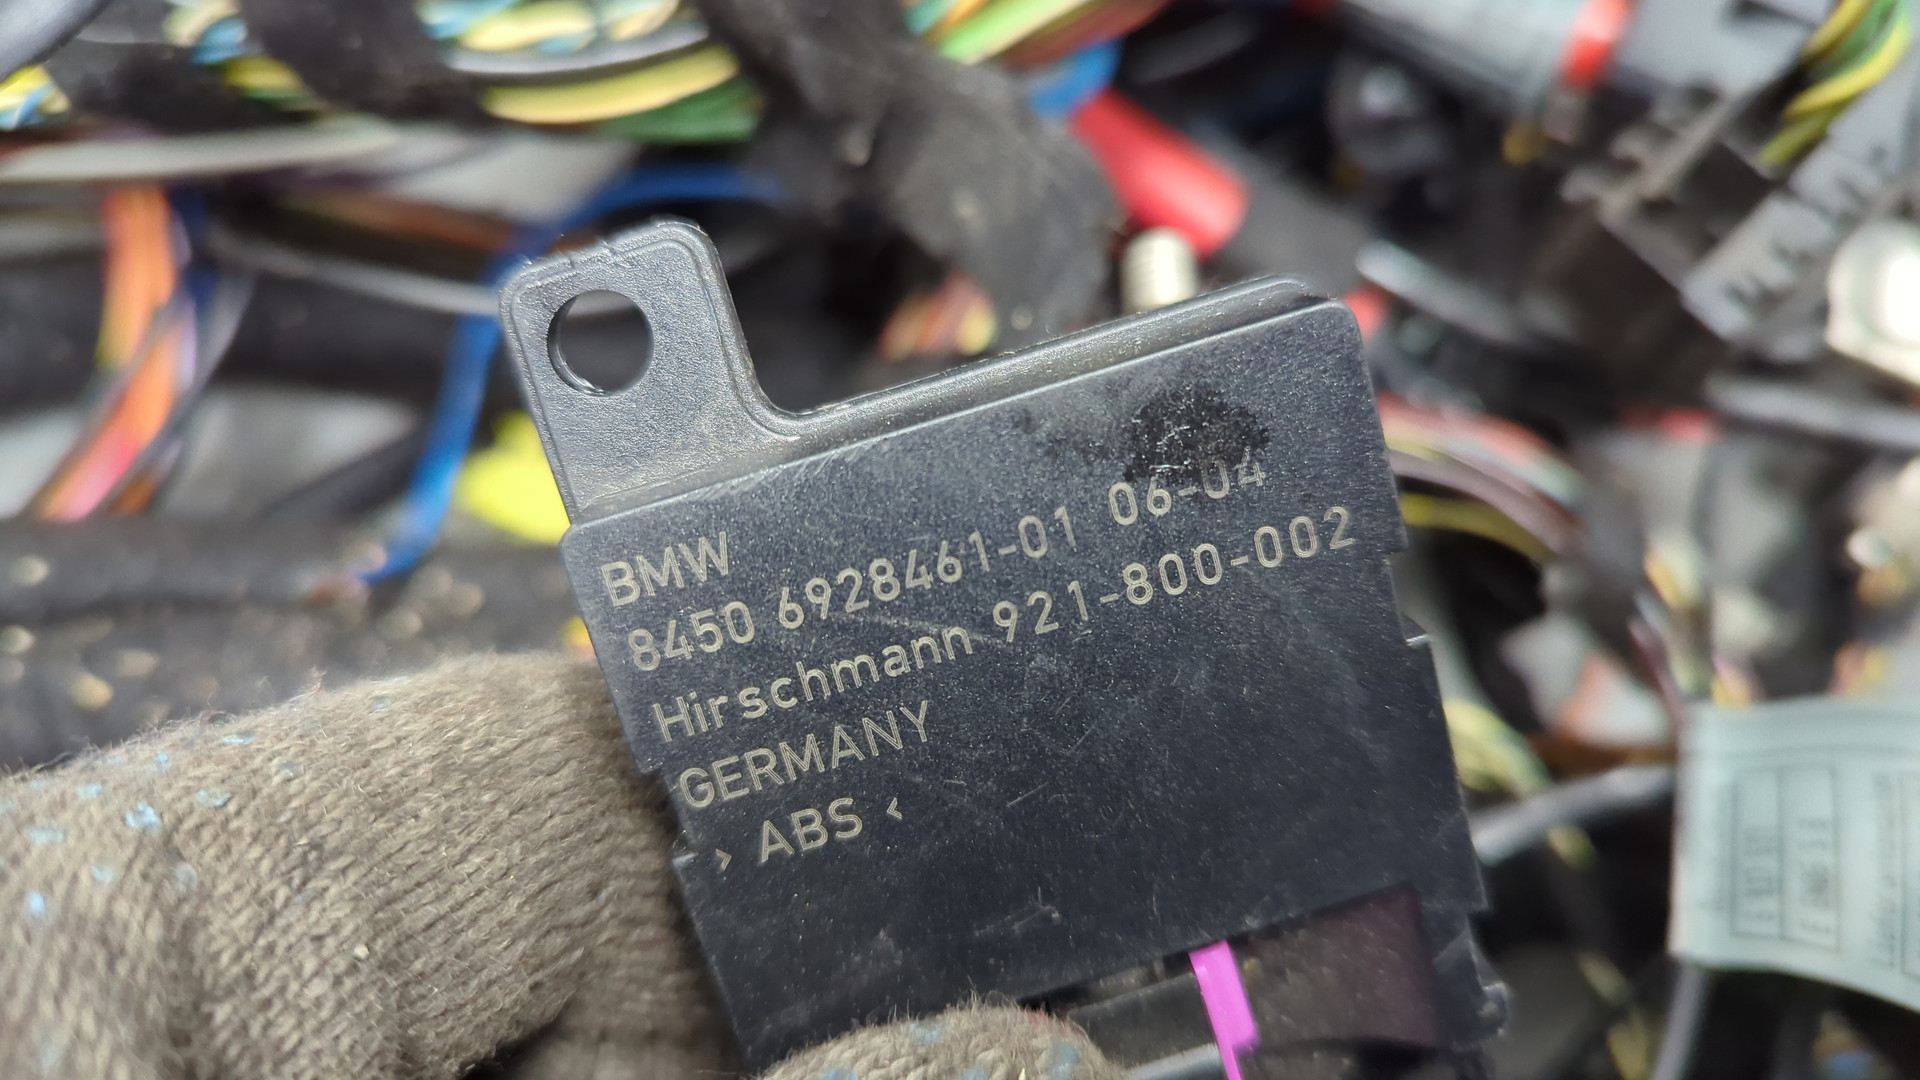 BMW
8450 6928461-01 06-04
Hirschmann 921-800-002
GERMANY
> ABS <